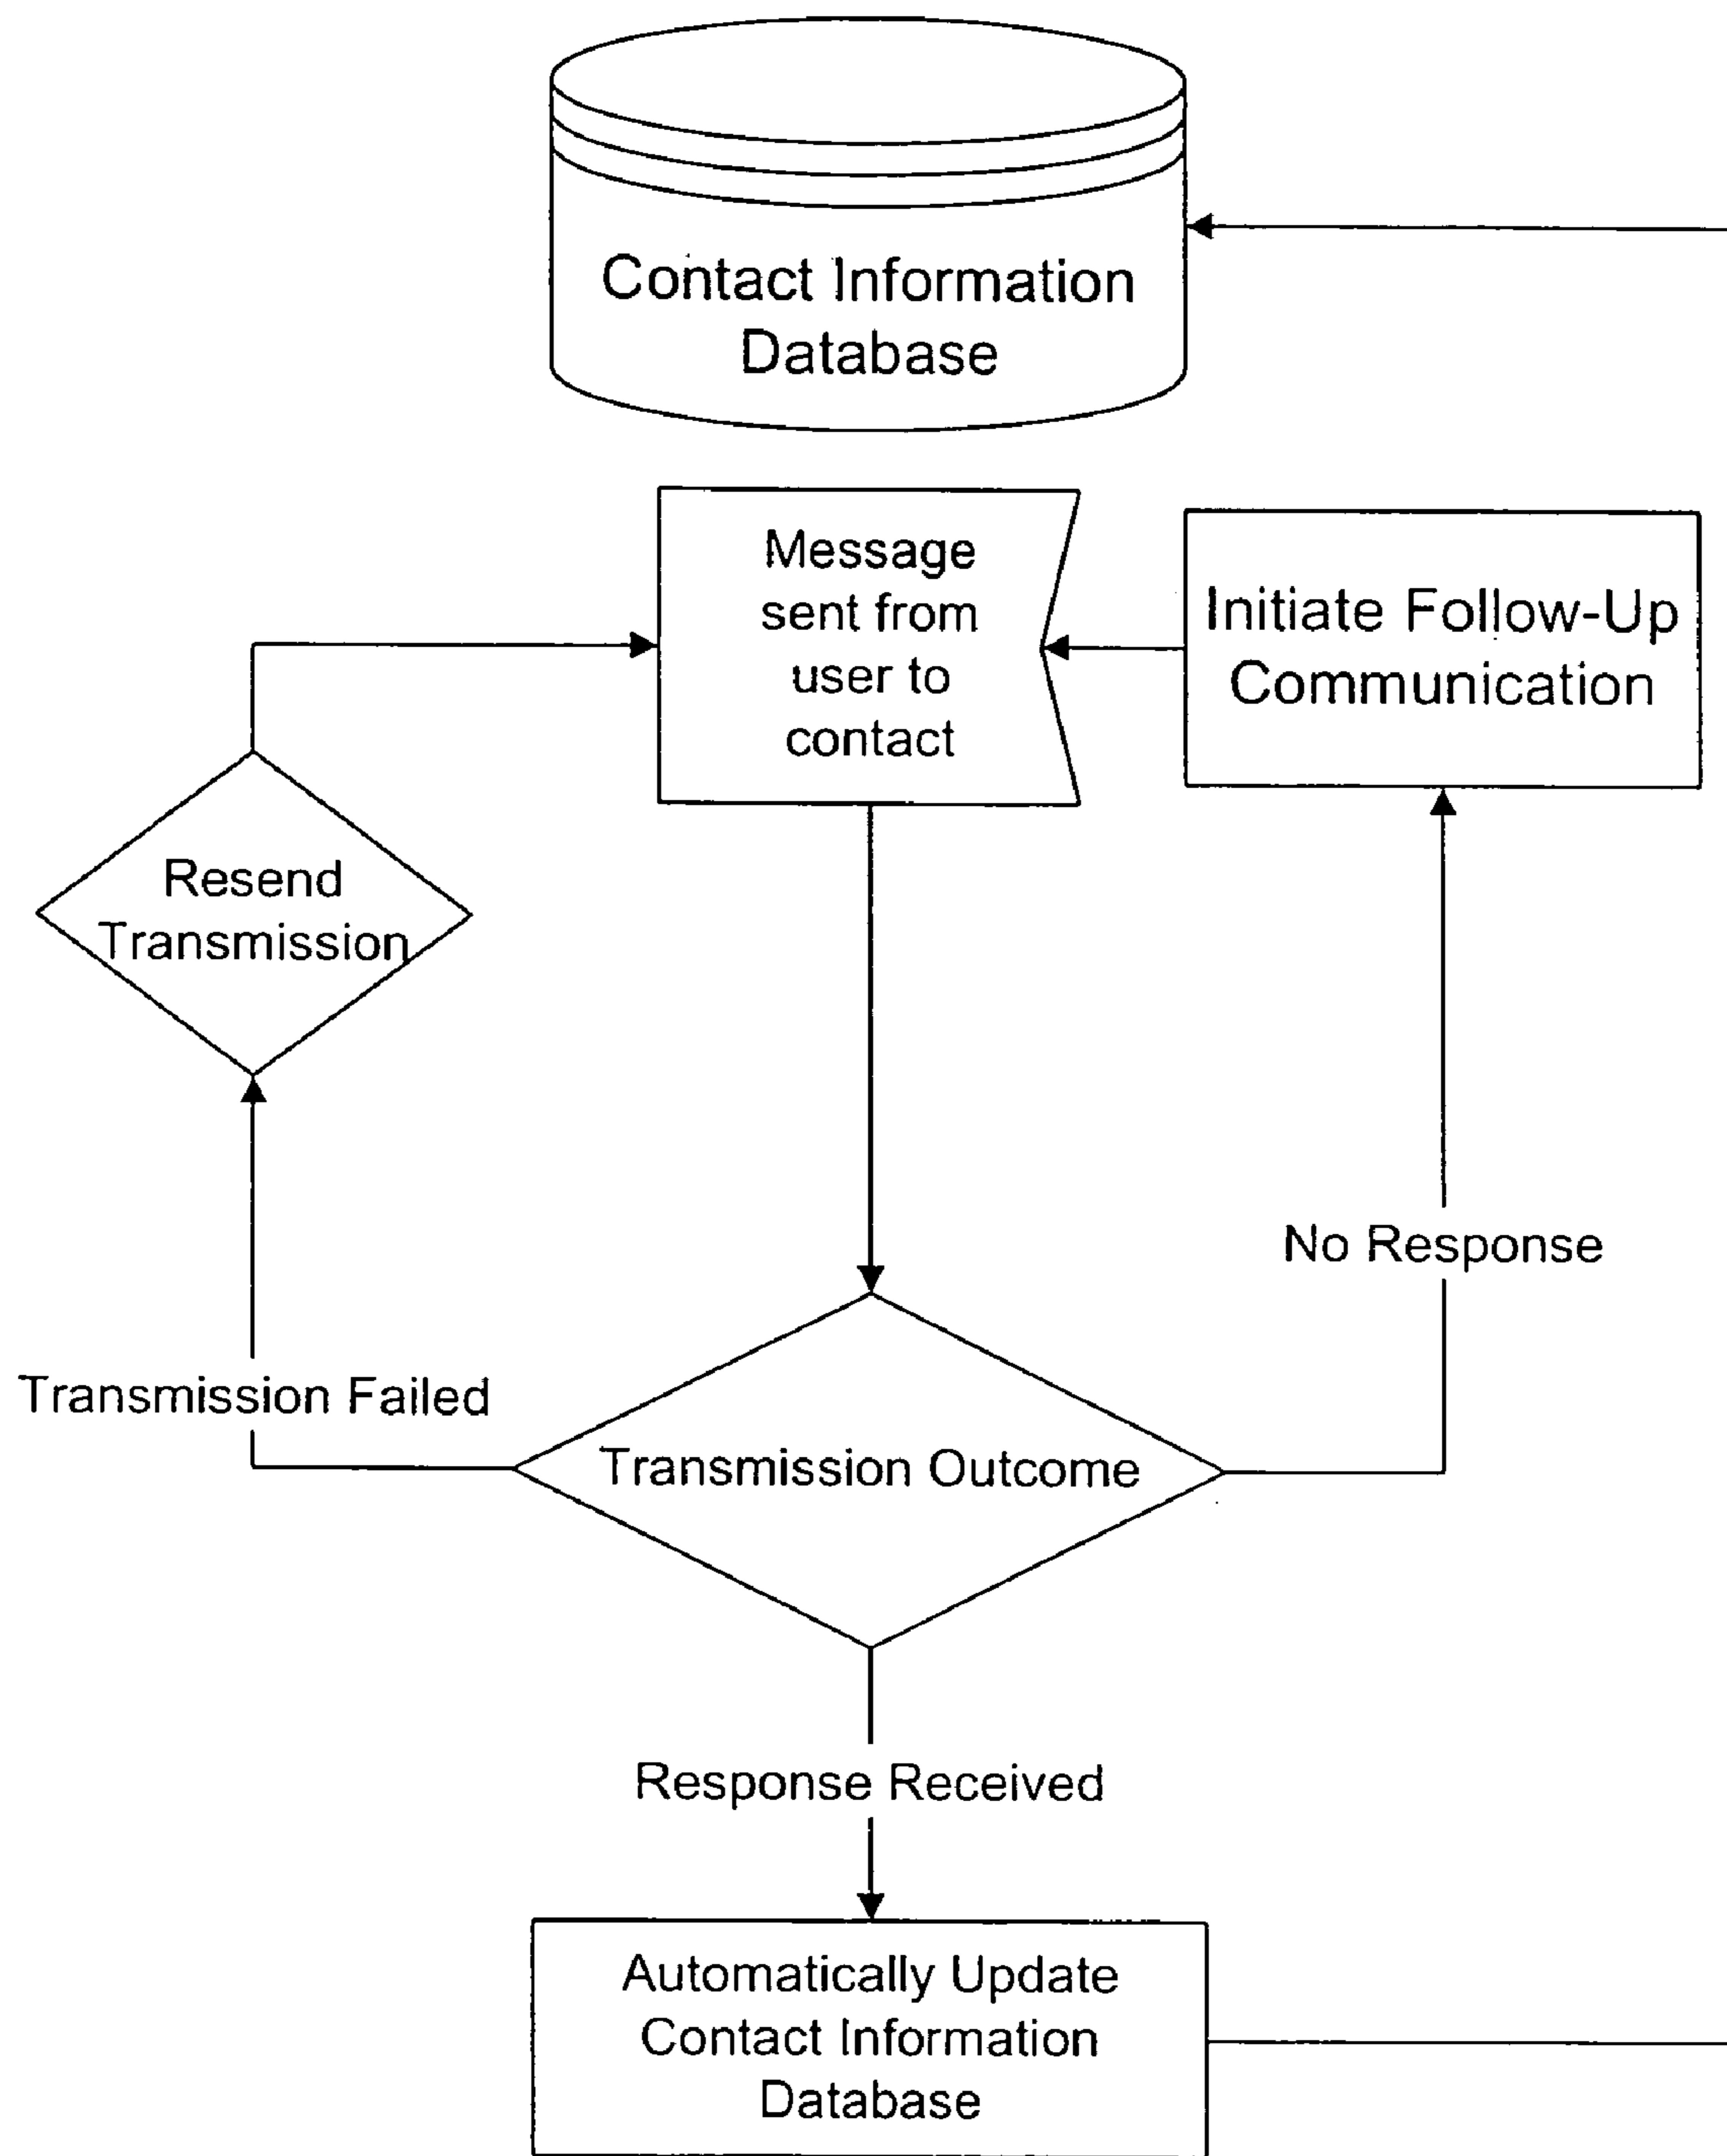 Contact Information
Database
Message
sent from
user to
contact
Initiate Follow-Up
Communication
Resend
Transmission
No Response
Transmission Failed
Transmission Outcome
Response Received
Automatically Update
Contact Information
Database